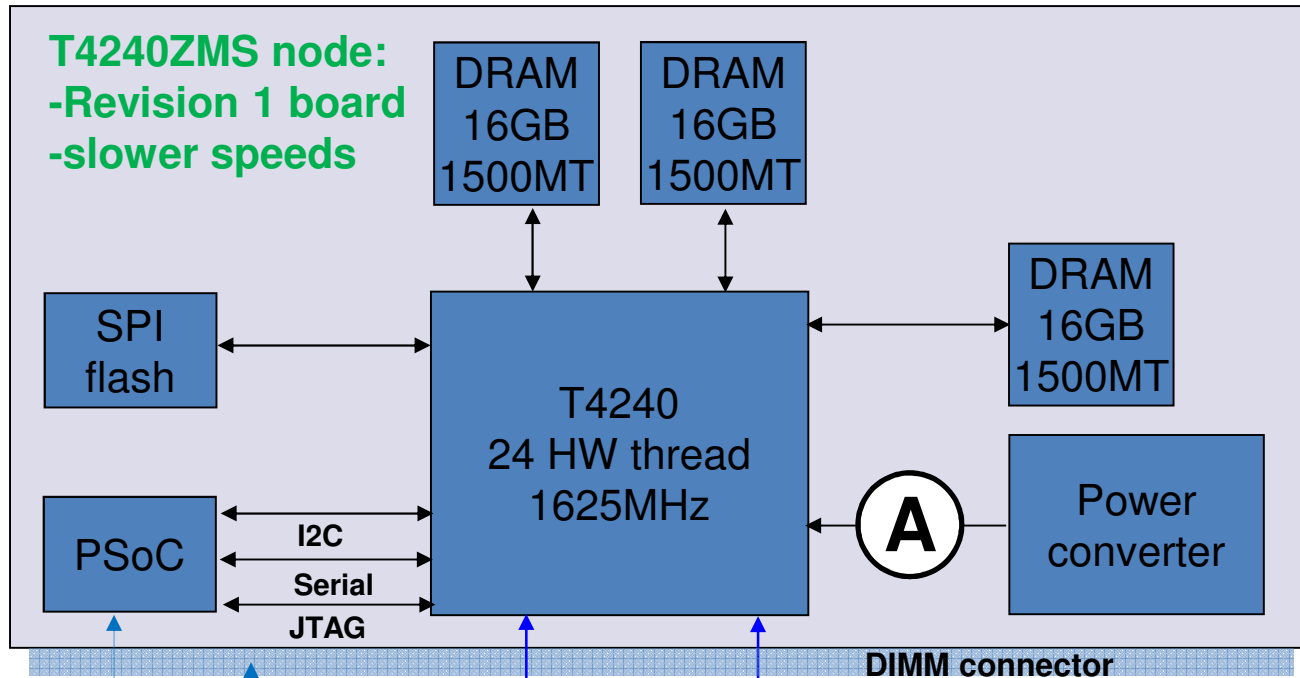 T4240ZMS node:
-Revision 1 board
-slower speeds
DRAM
16GB
1500MT
DRAM
16GB
1500MT
DRAM
16GB
1500MT
SPI
flash
T4240
24 HW thread
1625MHz
A
Power
converter
PSoC
I2C
Serial
JTAG
DIMM connector